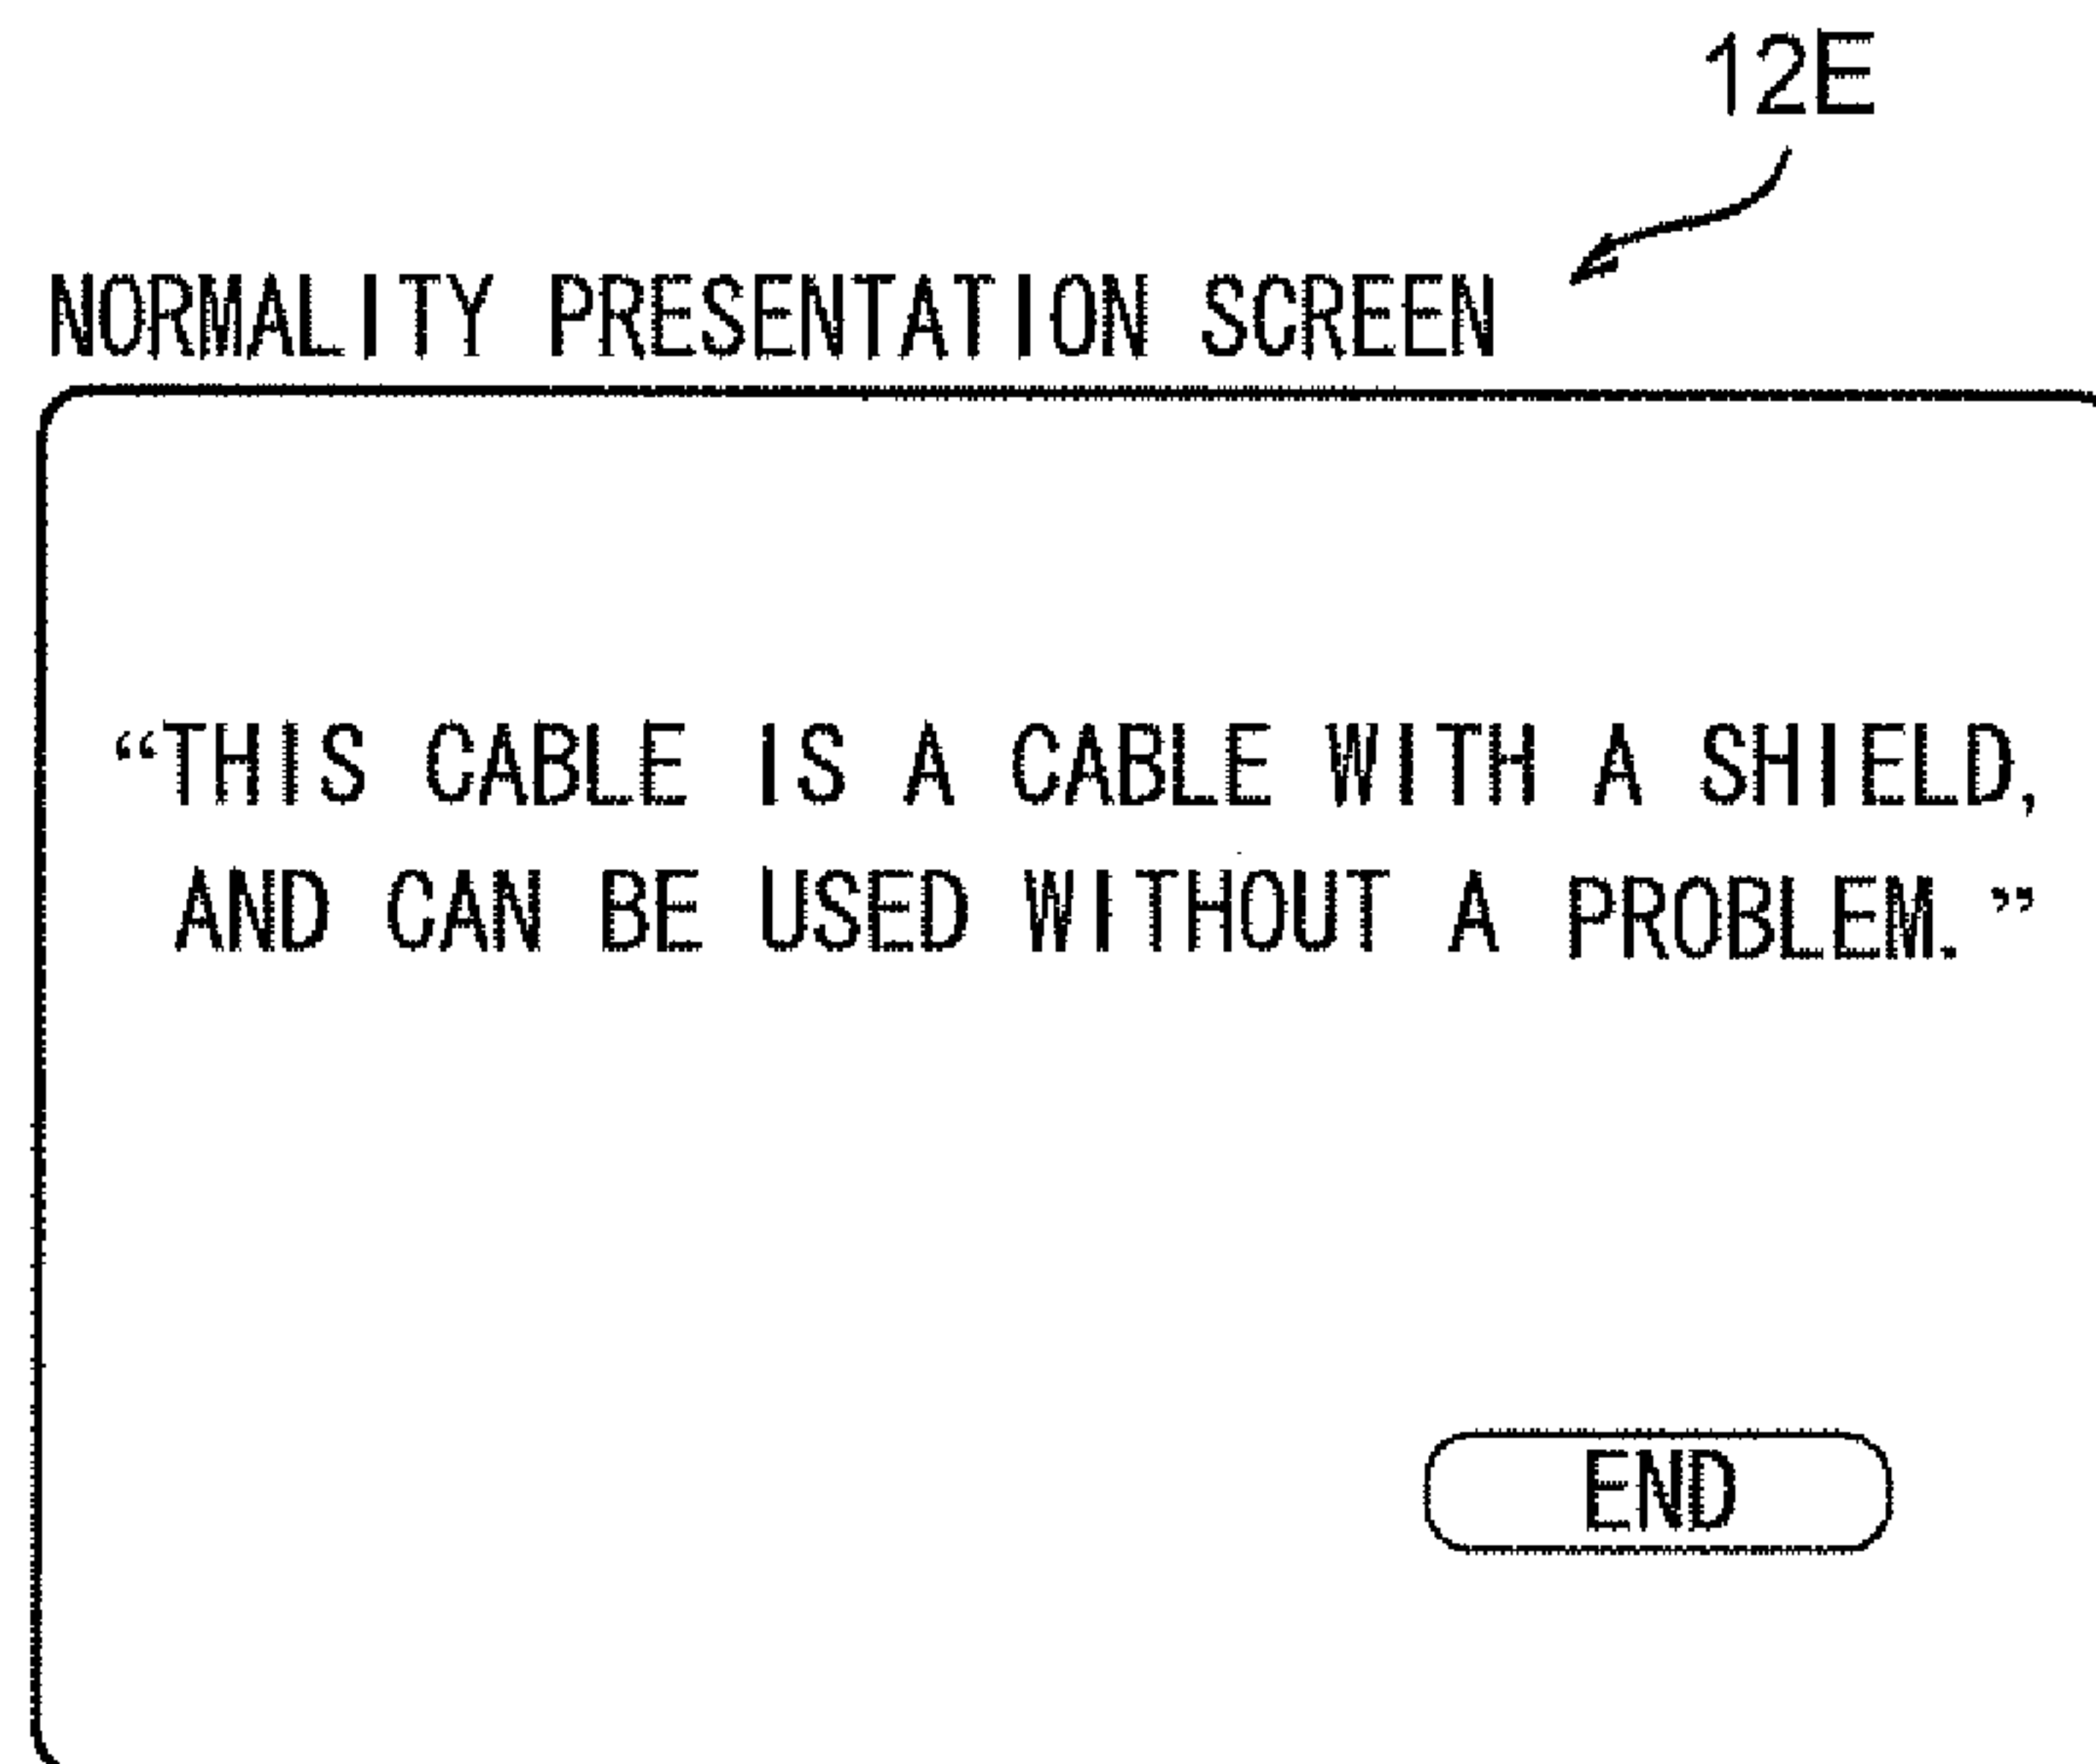 12E
NORMALITY PRESENTATION SCREEN
“THIS CABLE IS A CABLE WITH A SHIELD,
AND CAN BE USED WITHOUT A PROBLEM.”
END